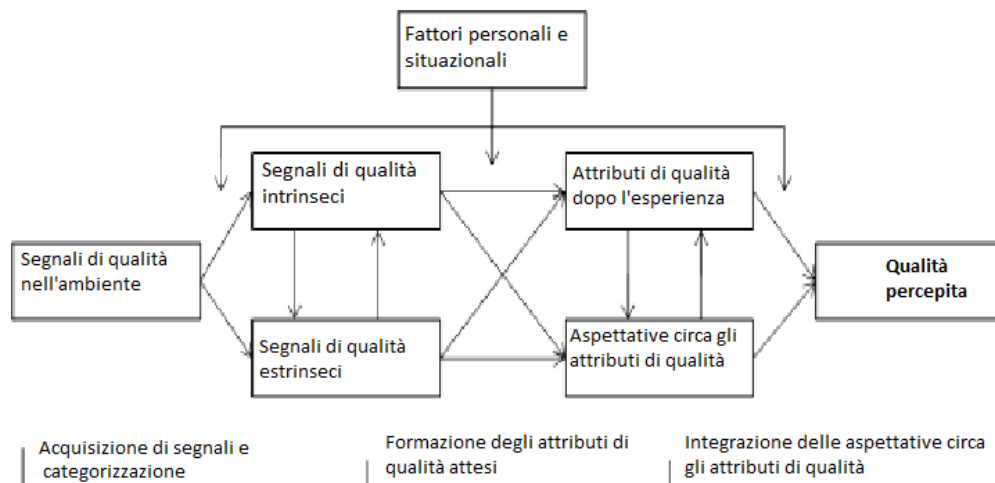 Fattori personali e
situazionali
Segnali di qualità
intrinseci
Attributi di qualità
dopo l'esperienza
Segnali di qualità
nell'ambiente
Qualità
percepita
Segnali di qualità
estrinseci
Aspettative circa gli
attributi di qualità
Acquisizione di segnali e
categorizzazione
Formazione degli attributi di
qualità attesi
Integrazione delle aspettative circa
gli attributi di qualità